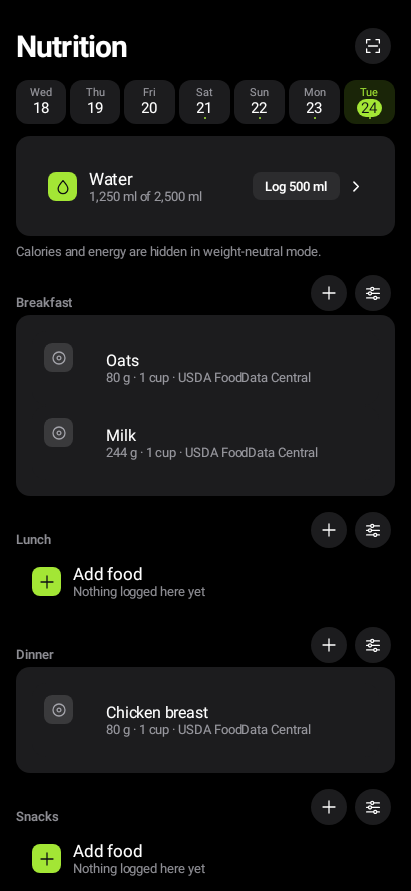 Nutrition
Wed Thu Fri Sat Sun Mon Tue
18 19 20 21 22 23 24
Water
1,250 ml of 2,500 ml
Log 500 ml
Calories and energy are hidden in weight-neutral mode.
Breakfast
Oats
80 g · 1 cup · USDA FoodData Central
Milk
244 g · 1 cup · USDA FoodData Central
Lunch
Add food
Nothing logged here yet
Dinner
Chicken breast
80 g · 1 cup · USDA FoodData Central
Snacks
Add food
Nothing logged here yet